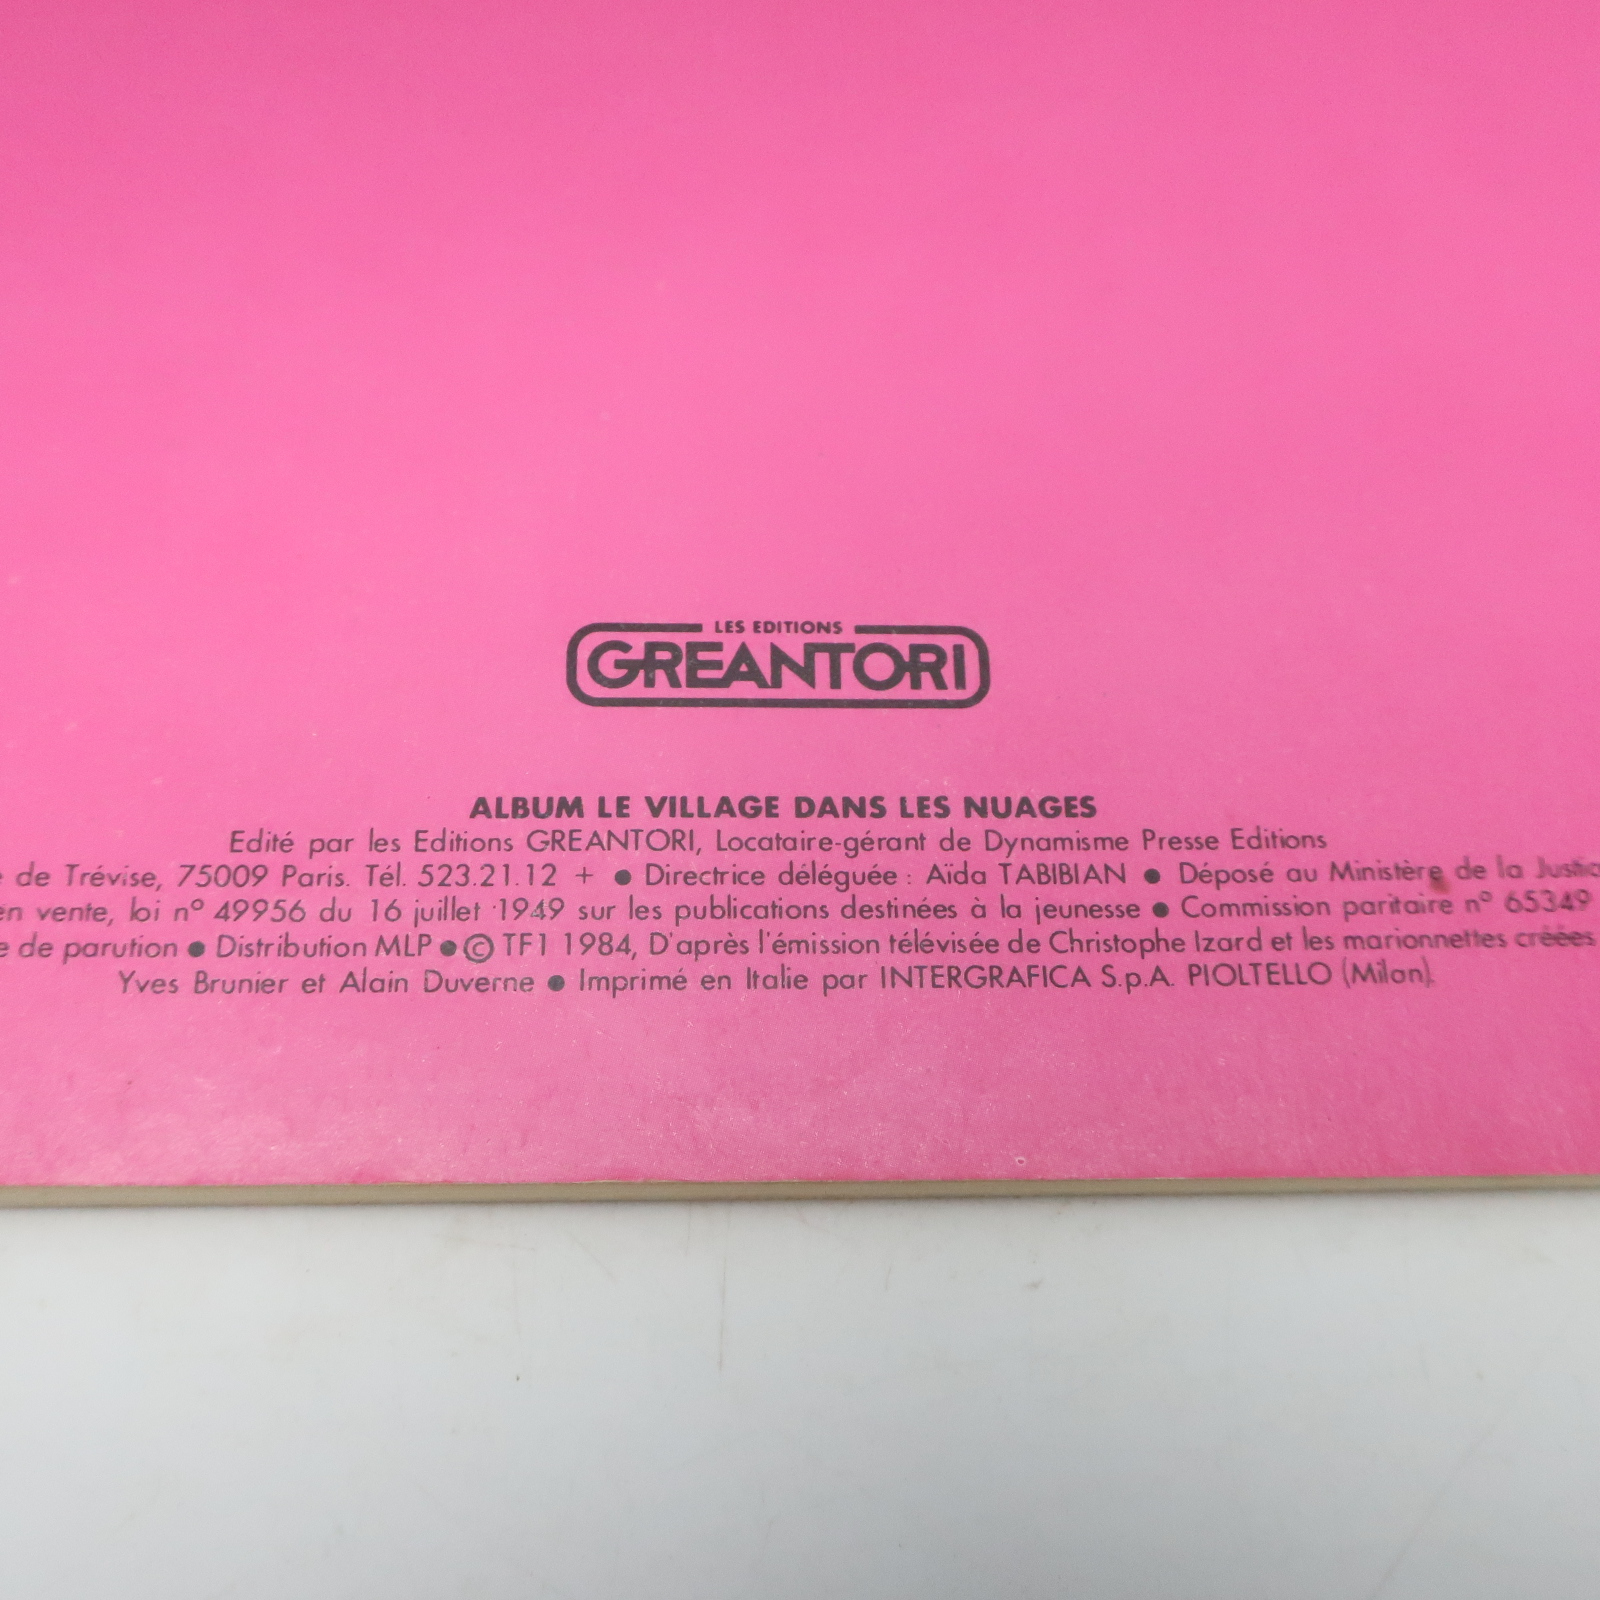 LES EDITIONS
GREANTORI
ALBUM LE VILLAGE DANS LES NUAGES
Edité par les Editions GREANTORI, Locataire-gérant de Dynamisme Presse Editions
de Trévise, 75009 Paris. Tél. 523.21.12 + ● Directrice déléguée : Aïda TABIBIAN ● Déposé au Ministère de la
en vente, loi nº 49956 du 16 juillet 1949 sur les publications destinées à la jeunesse ● Commission paritaire nº 65349
de parution ● Distribution MLP ● © TF1 1984, D'après l'émission télévisée de Christophe Izard et les marionnettes créées
Yves Brunier et Alain Duverne ● Imprimé en Italie par INTERGRAFICA S.p.A. PIOLTELLO (Milan).